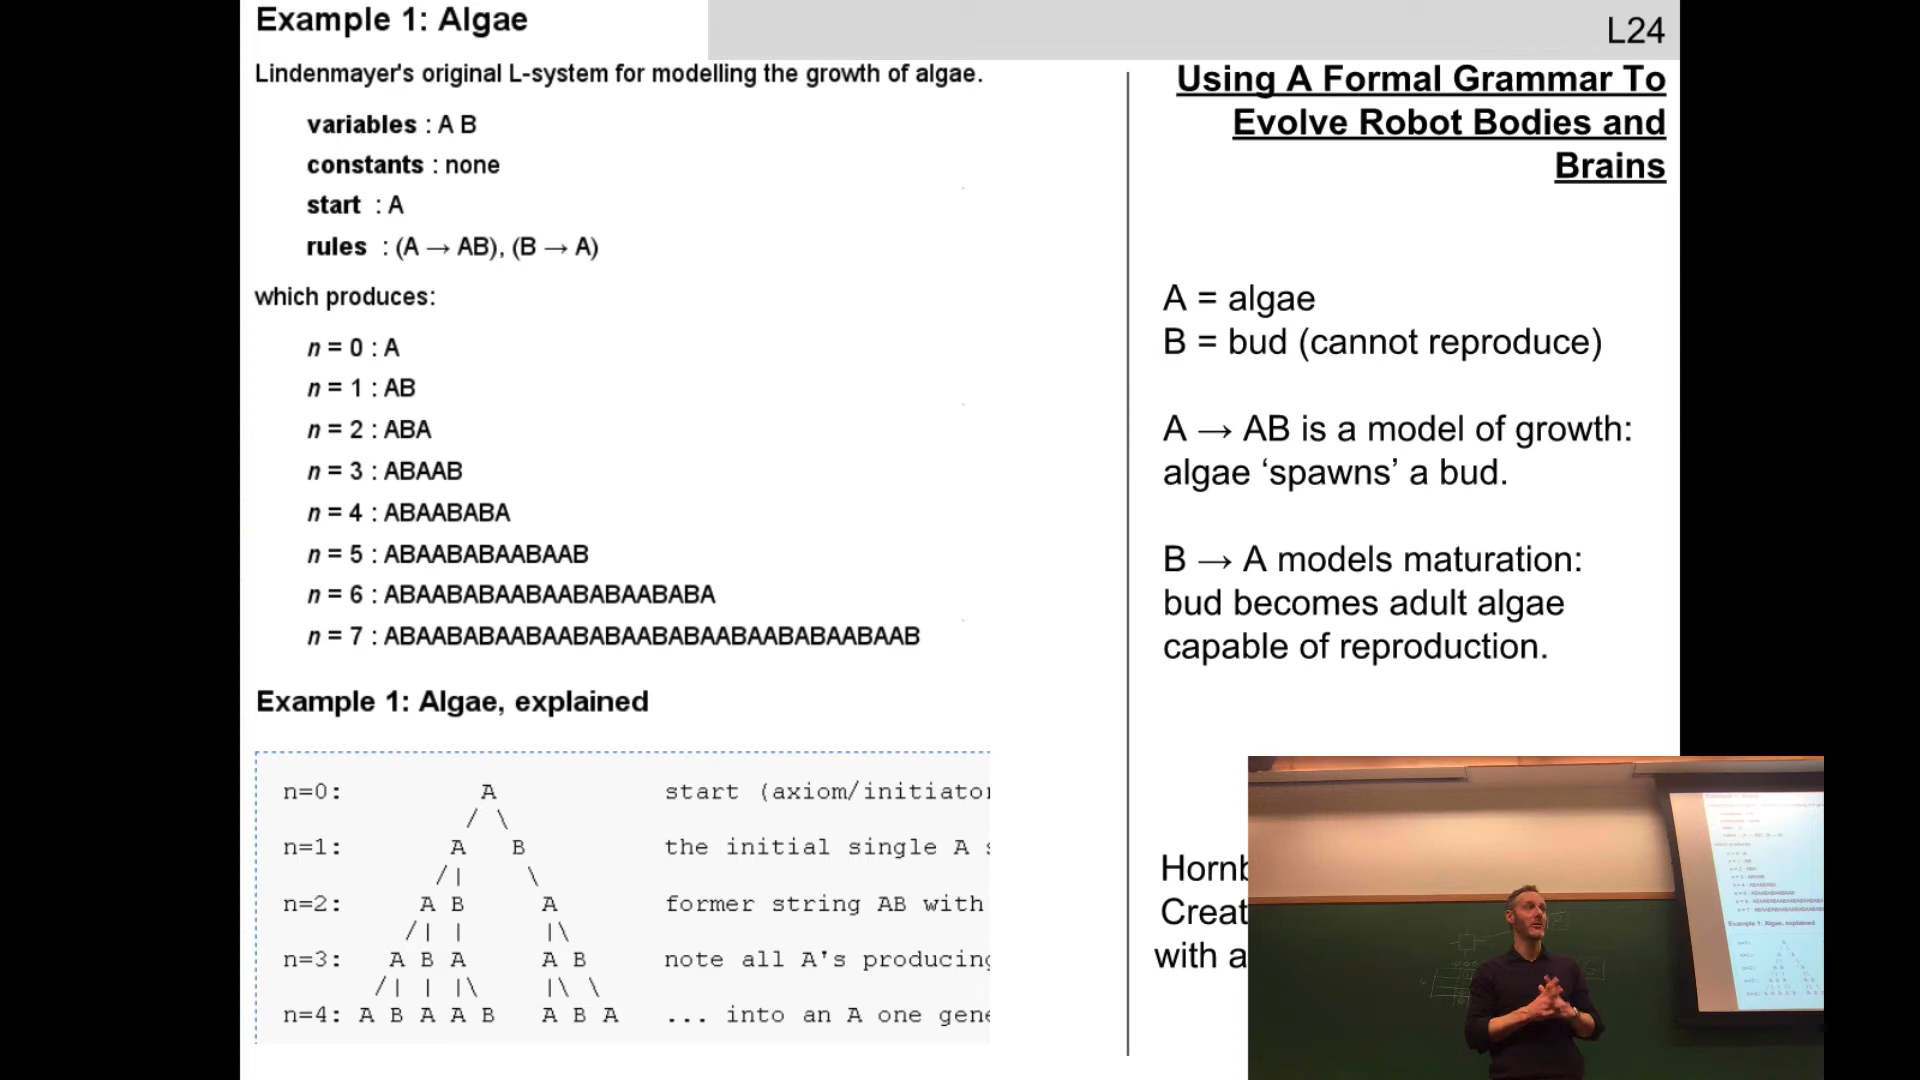 Example 1: Algae
Lindenmayer's original L-system for modelling the growth of algae.
variables : A B
constants : none
start : A
rules : (A → AB), (B → A)
which produces:
n = 0 : A
n = 1 : AB
n = 2 : ABA
n = 3 : ABAAB
n = 4 : ABAABABA
n = 5 : ABAABABAABAAB
n = 6 : ABAABABAABAABABAABABA
n = 7 : ABAABABAABAABABAABABAABAABABAABAAB
Example 1: Algae, explained
n=0: A start (axiom/initiator
n=1: A B the initial single A
n=2: A B A former string AB with
n=3: A B A A B note all A's producing
n=4: A B A A B A B A ... into an A one gene
L24
Using A Formal Grammar To
Evolve Robot Bodies and
Brains
A = algae
B = bud (cannot reproduce)
A → AB is a model of growth:
algae ‘spawns’ a bud.
B → A models maturation:
bud becomes adult algae
capable of reproduction.
Hornb
Creat
with a